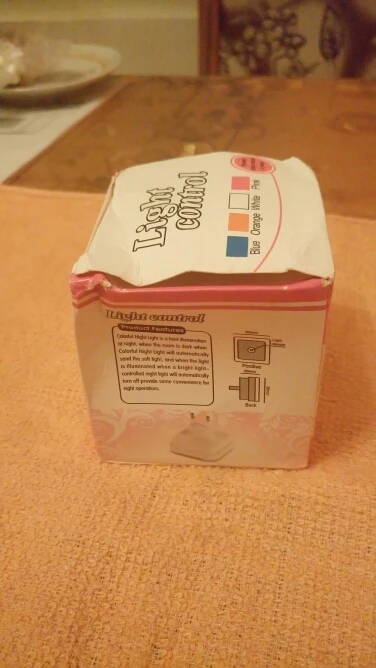 Light
control
Blue
Orange
White
Pink
Light control
Product Features
Colorful Night Light is a kind illumination
at night, when the room is dark when
Colorful Night Light will automatically
send the soft light, and when the light
is illuminated when a bright light-
controlled night light will automatically
turn off provide some convenience for
night operations.
Positive
Back